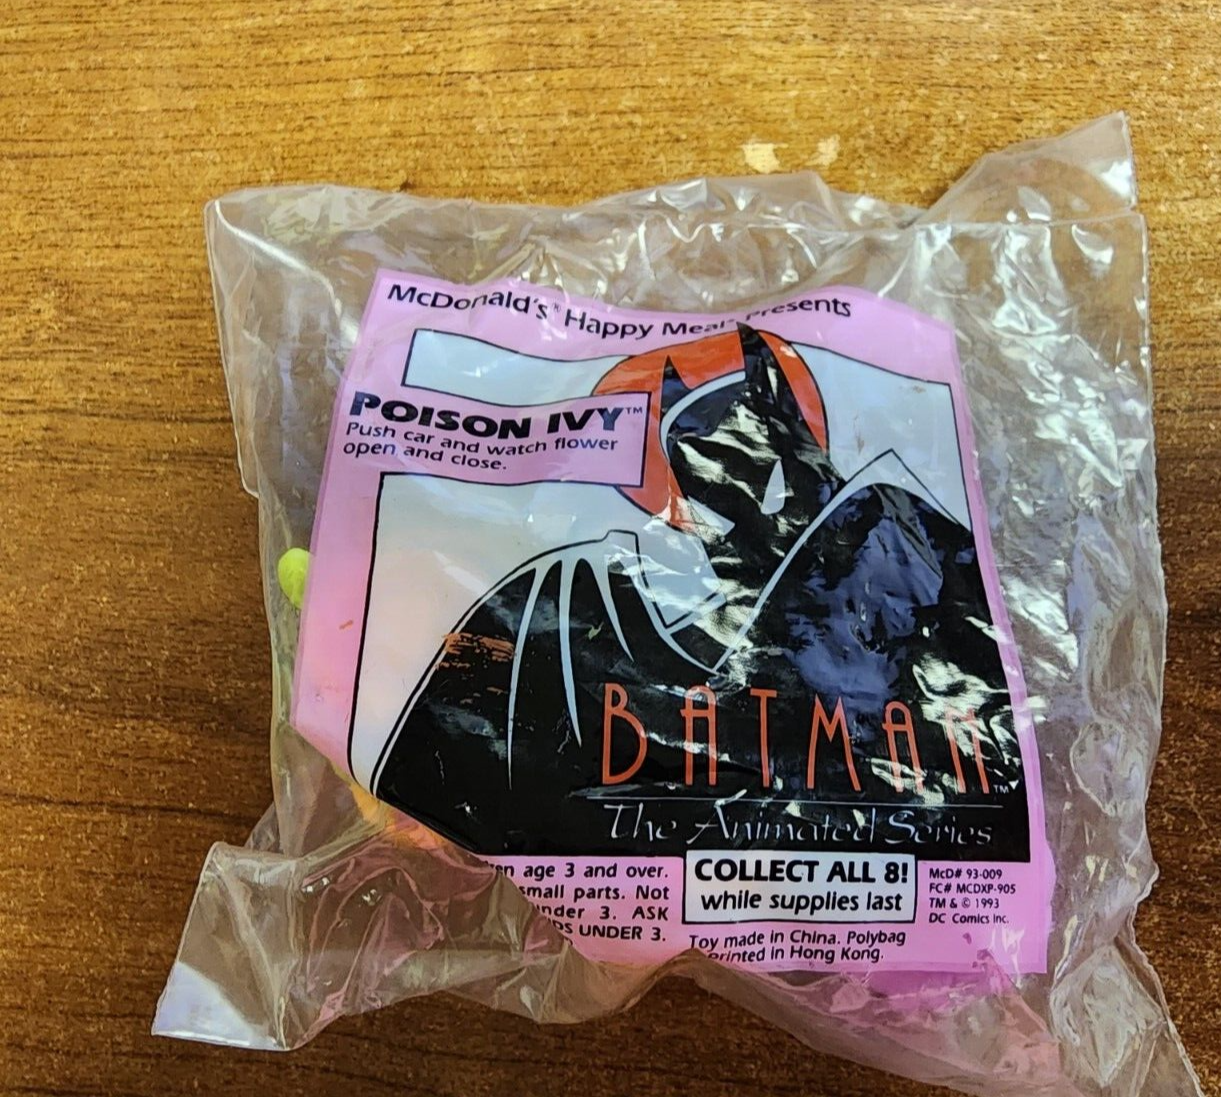 McDonald's® Happy Meal® Presents
POISON IVY™
Push car and watch flower
open and close.
BATMAN™
The Animated Series
age 3 and over.
small parts. Not
under 3. ASK
UNDER 3.
COLLECT ALL 8!
while supplies last
McD# 93-009
FC# MCDXP-905
TM & © 1993
DC Comics Inc.
Toy made in China. Polybag
printed in Hong Kong.